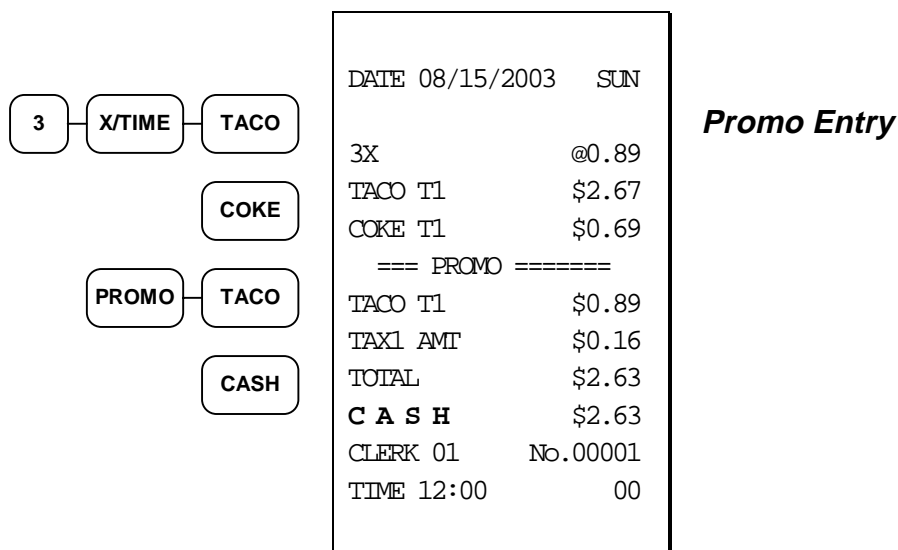 Promo Entry
3 X/TIME TACO
COKE
PROMO TACO
CASH
DATE 08/15/2003 SUN
3X @0.89
TACO T1 $2.67
COKE T1 $0.69
=== PROMO =======
TACO T1 $0.89
TAX1 AMT $0.16
TOTAL $2.63
CASH $2.63
CLERK 01 No.00001
TIME 12:00 00